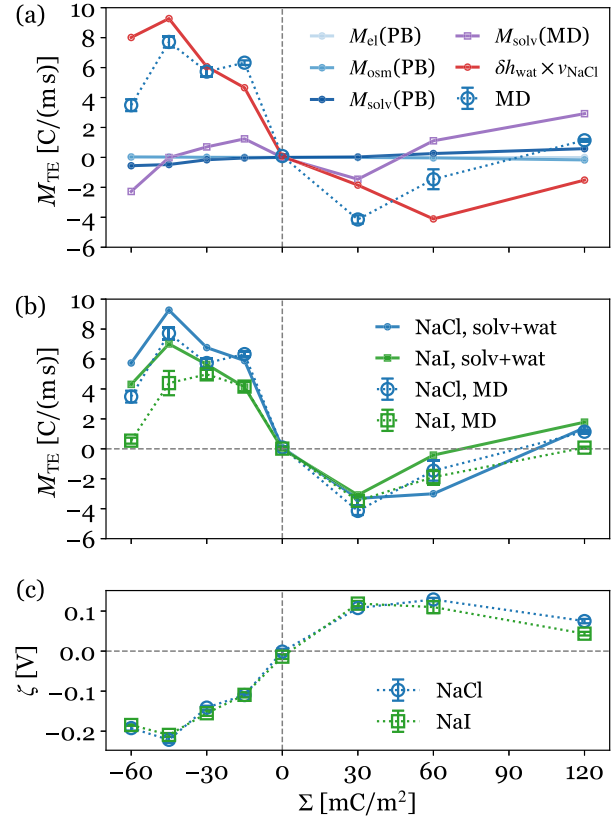 (a)
10
8
6
4
2
0
−2
−4
−6
M_TE [C/(m s)]
M_el(PB)
M_osm(PB)
M_solv(PB)
M_solv(MD)
δh_wat × v_NaCl
MD
(b)
10
8
6
4
2
0
−2
−4
−6
M_TE [C/(m s)]
NaCl, solv+wat
NaI, solv+wat
NaCl, MD
NaI, MD
(c)
0.1
0.0
−0.1
−0.2
ζ [V]
NaCl
NaI
−60 −30 0 30 60 90 120
Σ [mC/m²]